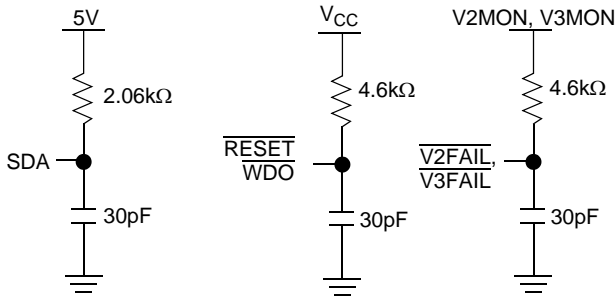 5V
2.06kΩ
SDA
30pF
VCC
4.6kΩ
RESET
WDO
30pF
V2MON, V3MON
4.6kΩ
V2FAIL,
V3FAIL
30pF